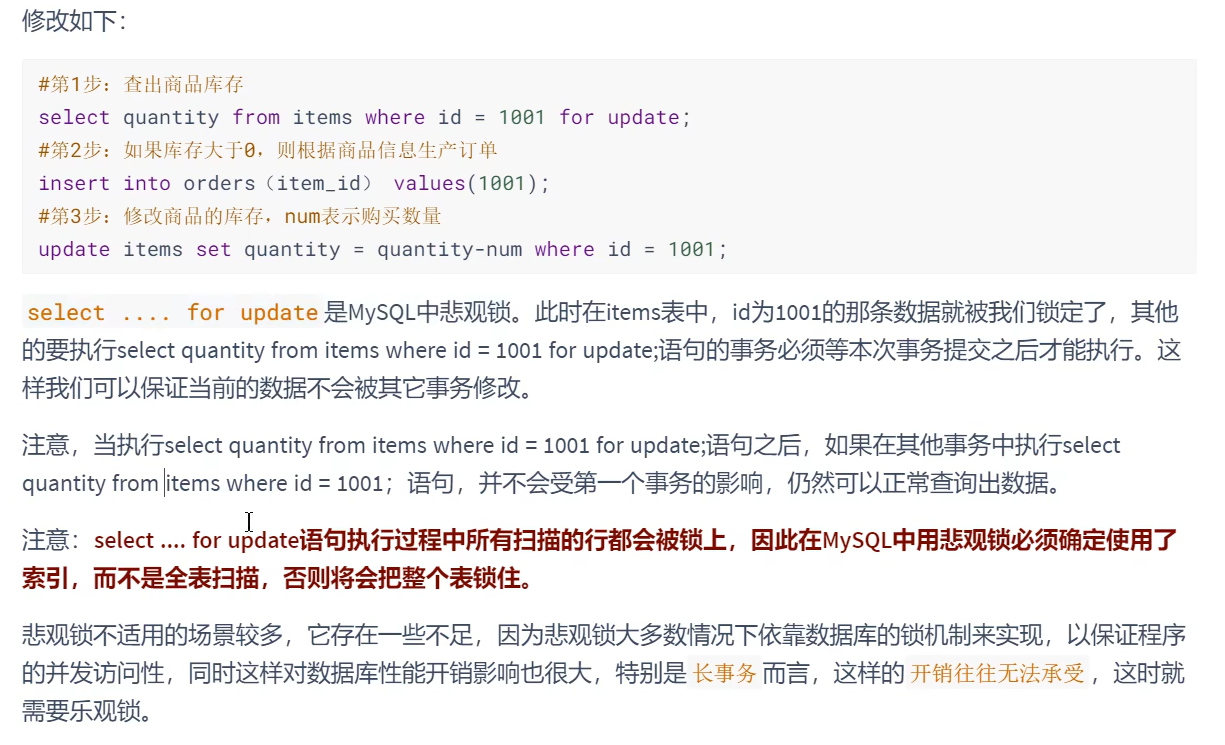 修改如下：
#第1步：查出商品库存
select quantity from items where id = 1001 for update;
#第2步：如果库存大于0，则根据商品信息生产订单
insert into orders（item_id） values(1001);
#第3步：修改商品的库存，num表示购买数量
update items set quantity = quantity-num where id = 1001;
select .... for update 是MySQL中悲观锁。此时在items表中，id为1001的那条数据就被我们锁定了，其他
的要执行select quantity from items where id = 1001 for update;语句的事务必须等本次事务提交之后才能执行。这
样我们可以保证当前的数据不会被其它事务修改。
注意，当执行select quantity from items where id = 1001 for update;语句之后，如果在其他事务中执行select
quantity from items where id = 1001；语句，并不会受第一个事务的影响，仍然可以正常查询出数据。
注意：select .... for update语句执行过程中所有扫描的行都会被锁上，因此在MySQL中用悲观锁必须确定使用了
索引，而不是全表扫描，否则将会把整个表锁住。
悲观锁不适用的场景较多，它存在一些不足，因为悲观锁大多数情况下依靠数据库的锁机制来实现，以保证程序
的并发访问性，同时这样对数据库性能开销影响也很大，特别是 长事务 而言，这样的 开销往往无法承受 ，这时就
需要乐观锁。